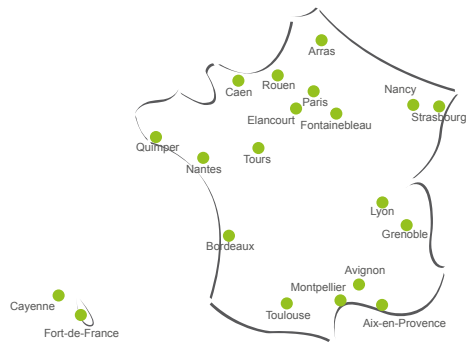 Arras
Rouen
Caen
Paris
Nancy
Elancourt
Strasbourg
Fontainebleau
Quimper
Tours
Nantes
Lyon
Grenoble
Bordeaux
Avignon
Montpellier
Cayenne
Toulouse
Aix-en-Provence
Fort-de-France